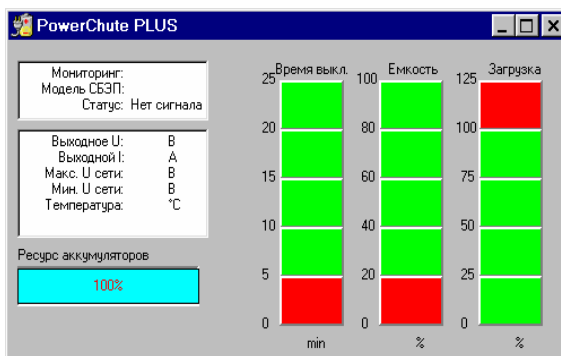 PowerChute PLUS
Мониторинг:
Модель СБЭП:
Статус: Нет сигнала
Выходное U: В
Выходной I: А
Макс. U сети: В
Мин. U сети: В
Температура: °C
Ресурс аккумуляторов
100%
Время выкл.
25
20
15
10
5
0
min
Емкость
100
80
60
40
20
0
%
Загрузка
125
100
75
50
25
0
%